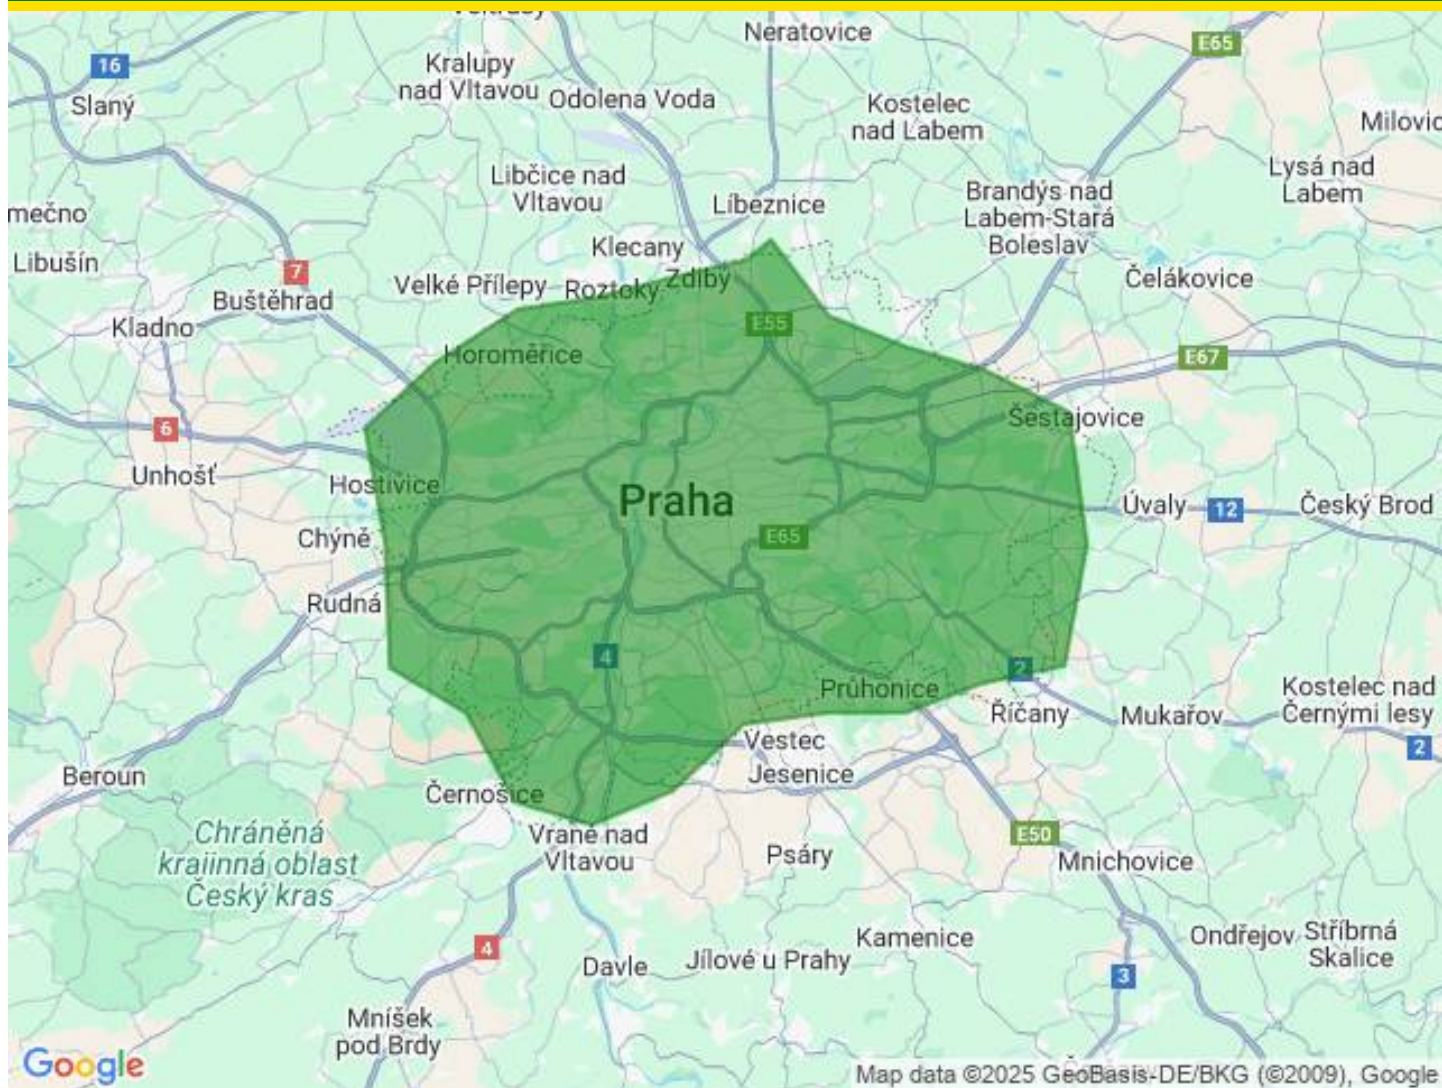 Neratovice
E65
16
Kralupy
nad Vltavou
Odolena Voda
Slaný
Kostelec
nad Labem
Libčice nad
Vltavou
Lysá nad
Labem
Brandýs nad
Labem-Stará
Boleslav
Líbeznice
Klecany
Libušín
7
Zdiby
Čelákovice
Velké Přílepy
Roztoky
Buštěhrad
Kladno
E55
Horoměřice
E67
Šestajovice
6
Unhošť
Hostivice
Praha
Úvaly
12
Český Brod
Chýně
E65
Rudná
4
2
Průhonice
Říčany
Mukařov
Kostelec nad
Černými lesy
Vestec
2
Beroun
Jesenice
Černošice
Chráněná
krajinná oblast
Český kras
Vrané nad
Vltavou
E50
Psáry
Mnichovice
Kamenice
Ondřejov
Stříbrná
Skalice
4
Davle
Jílové u Prahy
3
Mníšek
pod Brdy
Google
Map data ©2025 GeoBasis-DE/BKG (©2009), Google